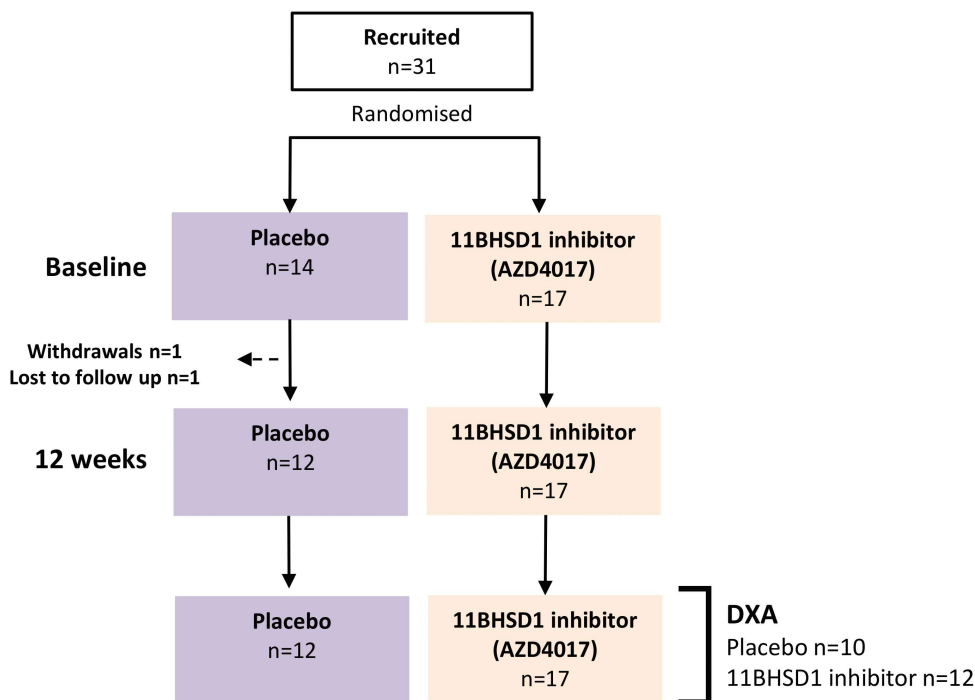 Recruited
n=31
Randomised
Placebo
n=14
11BHSD1 inhibitor
(AZD4017)
n=17
Baseline
Withdrawals n=1
Lost to follow up n=1
Placebo
n=12
11BHSD1 inhibitor
(AZD4017)
n=17
12 weeks
Placebo
n=12
11BHSD1 inhibitor
(AZD4017)
n=17
DXA
Placebo n=10
11BHSD1 inhibitor n=12